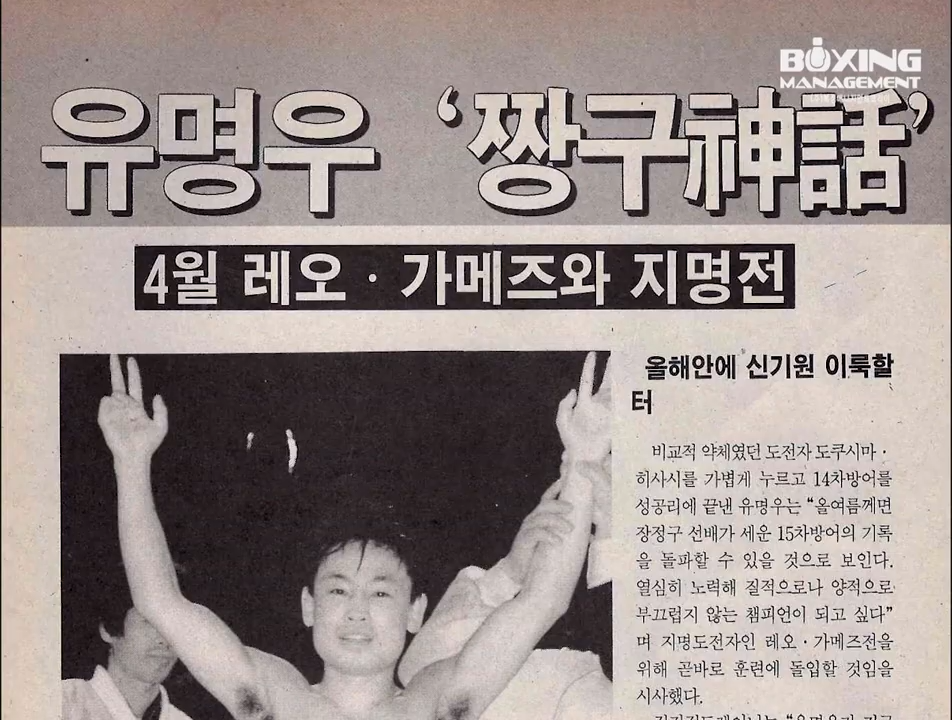 BOXING
MANAGEMENT
유명우 ‘짱구神話’
4월 레오·가메즈와 지명전
올해안에 신기원 이룩할
터
비교적 약체였던 도전자 도쿠시마·
히사시를 가볍게 누르고 14차방어를
성공리에 끝낸 유명우는 “올여름께면
장정구 선배가 세운 15차방어의 기록
을 돌파할 수 있을 것으로 보인다.
열심히 노력해 질적으로나 양적으로
부끄럽지 않는 챔피언이 되고 싶다”
며 지명도전자인 레오·가메즈전을
위해 곧바로 훈련에 돌입할 것임을
시사했다.